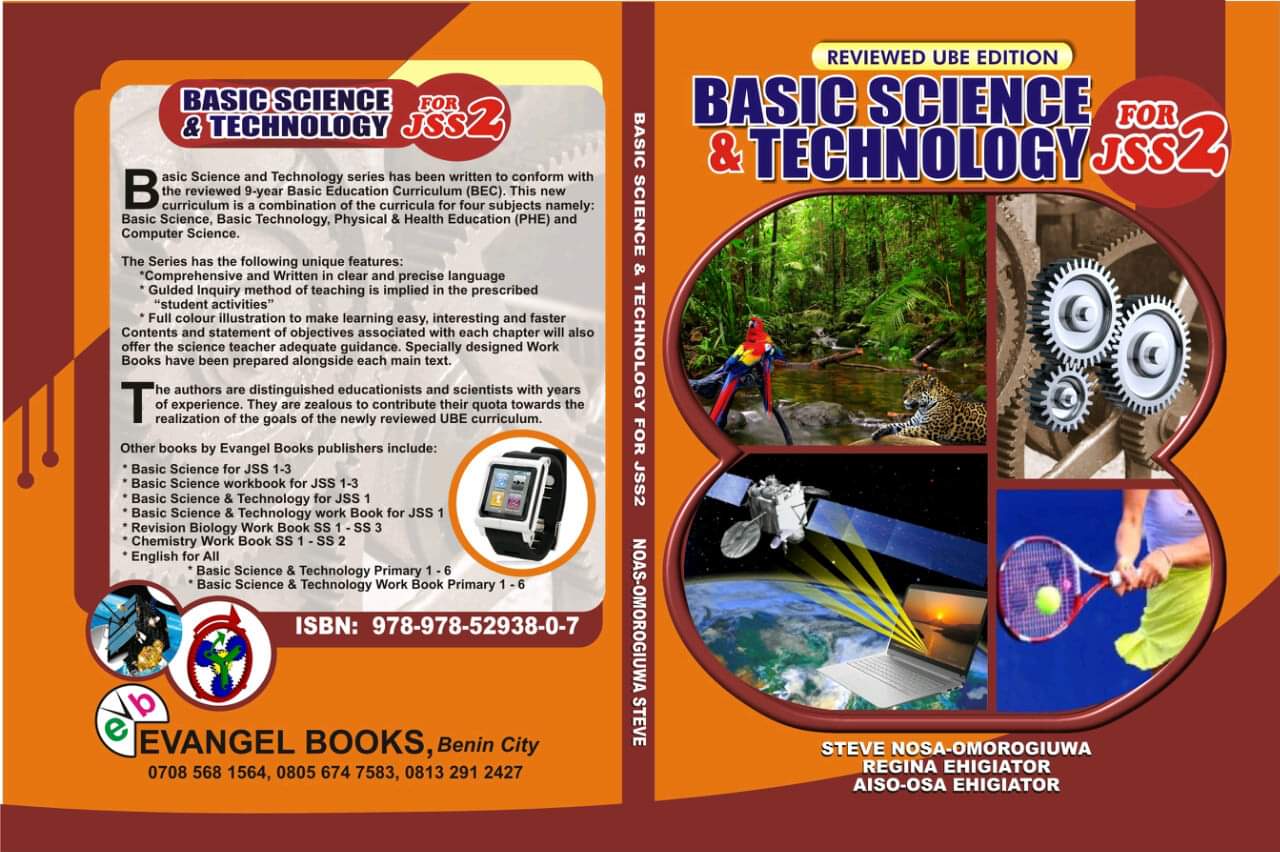 BASIC SCIENCE
& TECHNOLOGY
FOR
JSS2
Basic Science and Technology series has been written to conform with
the reviewed 9-year Basic Education Curriculum (BEC). This new
curriculum is a combination of the curricula for four subjects namely:
Basic Science, Basic Technology, Physical & Health Education (PHE) and
Computer Science.
The Series has the following unique features:
*Comprehensive and Written in clear and precise language
* Gulded Inquiry method of teaching is implied in the prescribed
“student activities”
* Full colour illustration to make learning easy, interesting and faster
Contents and statement of objectives associated with each chapter will also
offer the science teacher adequate guidance. Specially designed Work
Books have been prepared alongside each main text.
The authors are distinguished educationists and scientists with years
of experience. They are zealous to contribute their quota towards the
realization of the goals of the newly reviewed UBE curriculum.
Other books by Evangel Books publishers include:
* Basic Science for JSS 1-3
* Basic Science workbook for JSS 1-3
* Basic Science & Technology for JSS 1
* Basic Science & Technology work Book for JSS 1
* Revision Biology Work Book SS 1 - SS 3
* Chemistry Work Book SS 1 - SS 2
* English for All
* Basic Science & Technology Primary 1 - 6
* Basic Science & Technology Work Book Primary 1 - 6
ISBN: 978-978-52938-0-7
evb
EVANGEL BOOKS, Benin City
0708 568 1564, 0805 674 7583, 0813 291 2427
BASIC SCIENCE & TECHNOLOGY FOR JSS2 NOAS-OMOROGIUWA STEVE
REVIEWED UBE EDITION
BASIC SCIENCE
& TECHNOLOGY
FOR
JSS2
STEVE NOSA-OMOROGIUWA
REGINA EHIGIATOR
AISO-OSA EHIGIATOR